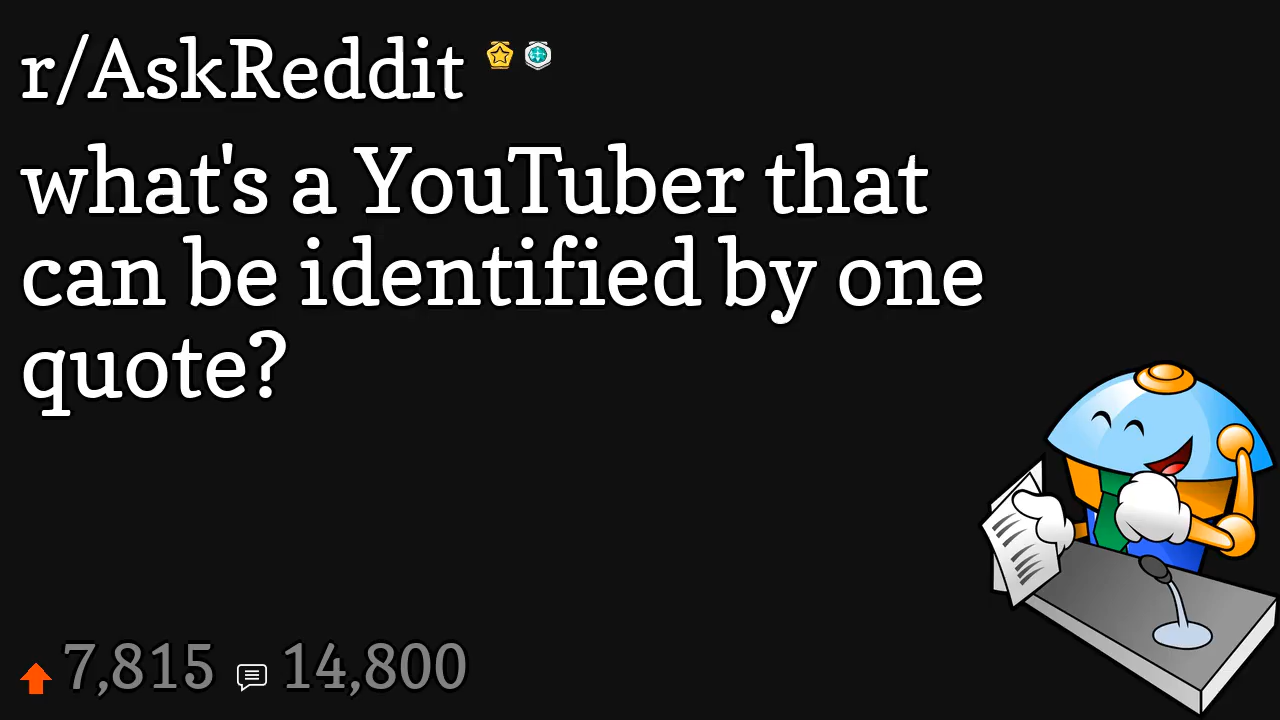 r/AskReddit
what's a YouTuber that
can be identified by one
quote?
7,815 14,800